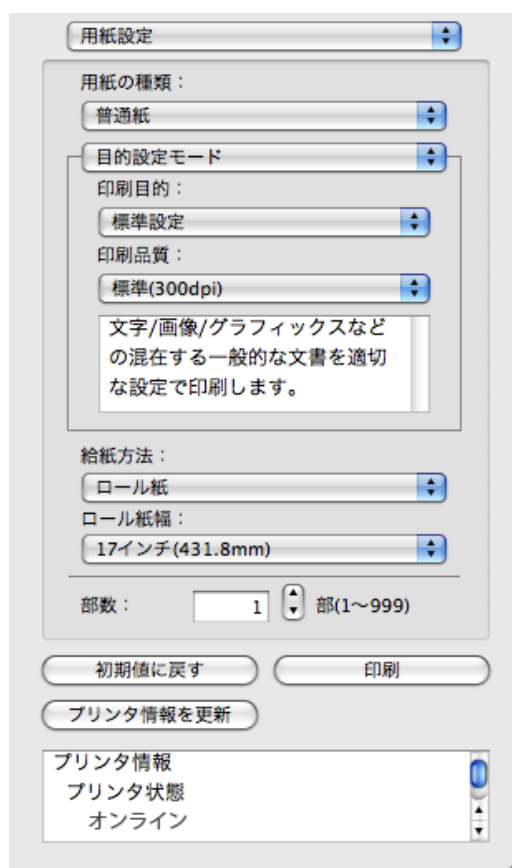 用紙設定
用紙の種類：
普通紙
目的設定モード
印刷目的：
標準設定
印刷品質：
標準(300dpi)
文字/画像/グラフィックスなど
の混在する一般的な文書を適切
な設定で印刷します。
給紙方法：
ロール紙
ロール紙幅：
17インチ(431.8mm)
部数： 1 部(1〜999)
初期値に戻す 印刷
プリンタ情報を更新
プリンタ情報
プリンタ状態
オンライン